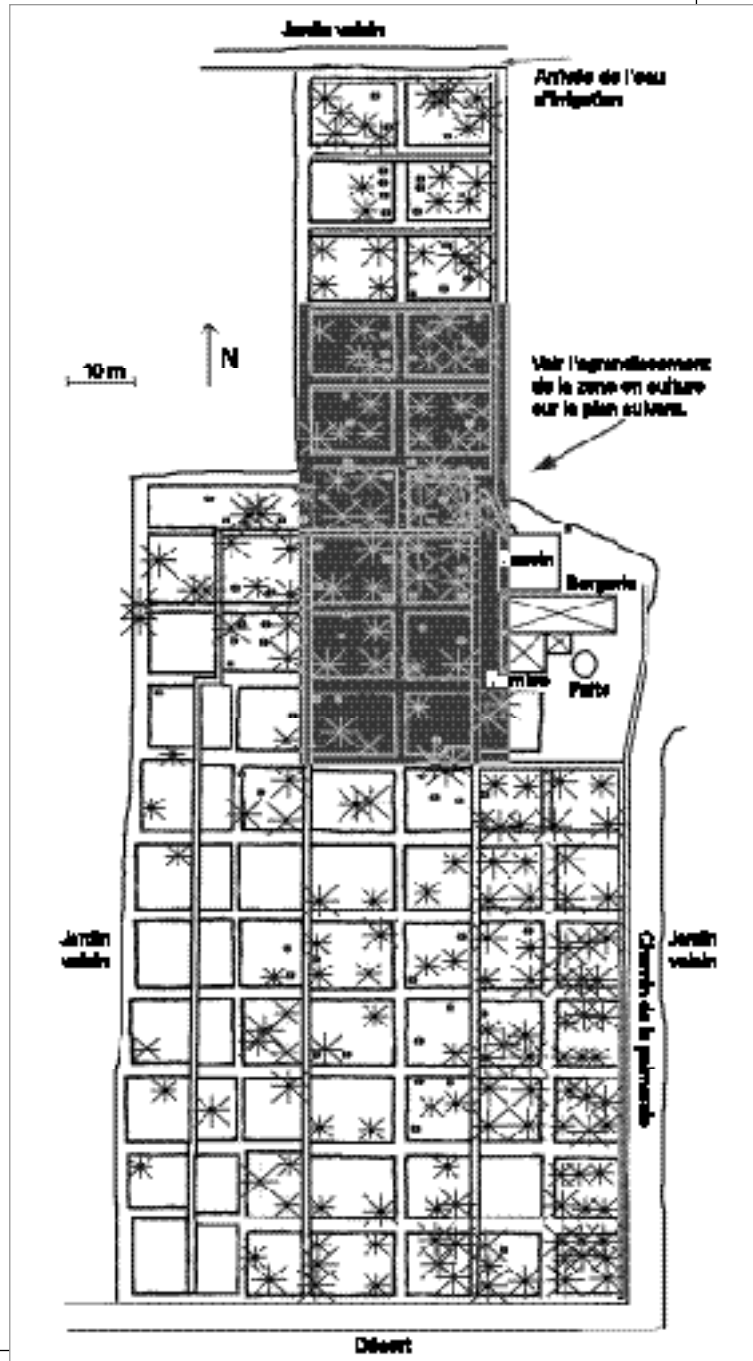 Jardin voisin
Arrivée de l'eau
d'irrigation
N
10 m
Voir l'agrandissement
de la zone en culture
sur le plan suivant.
Bergerie
Puits
Jardin
voisin
Chemin de la palmeraie
Jardin
voisin
Désert